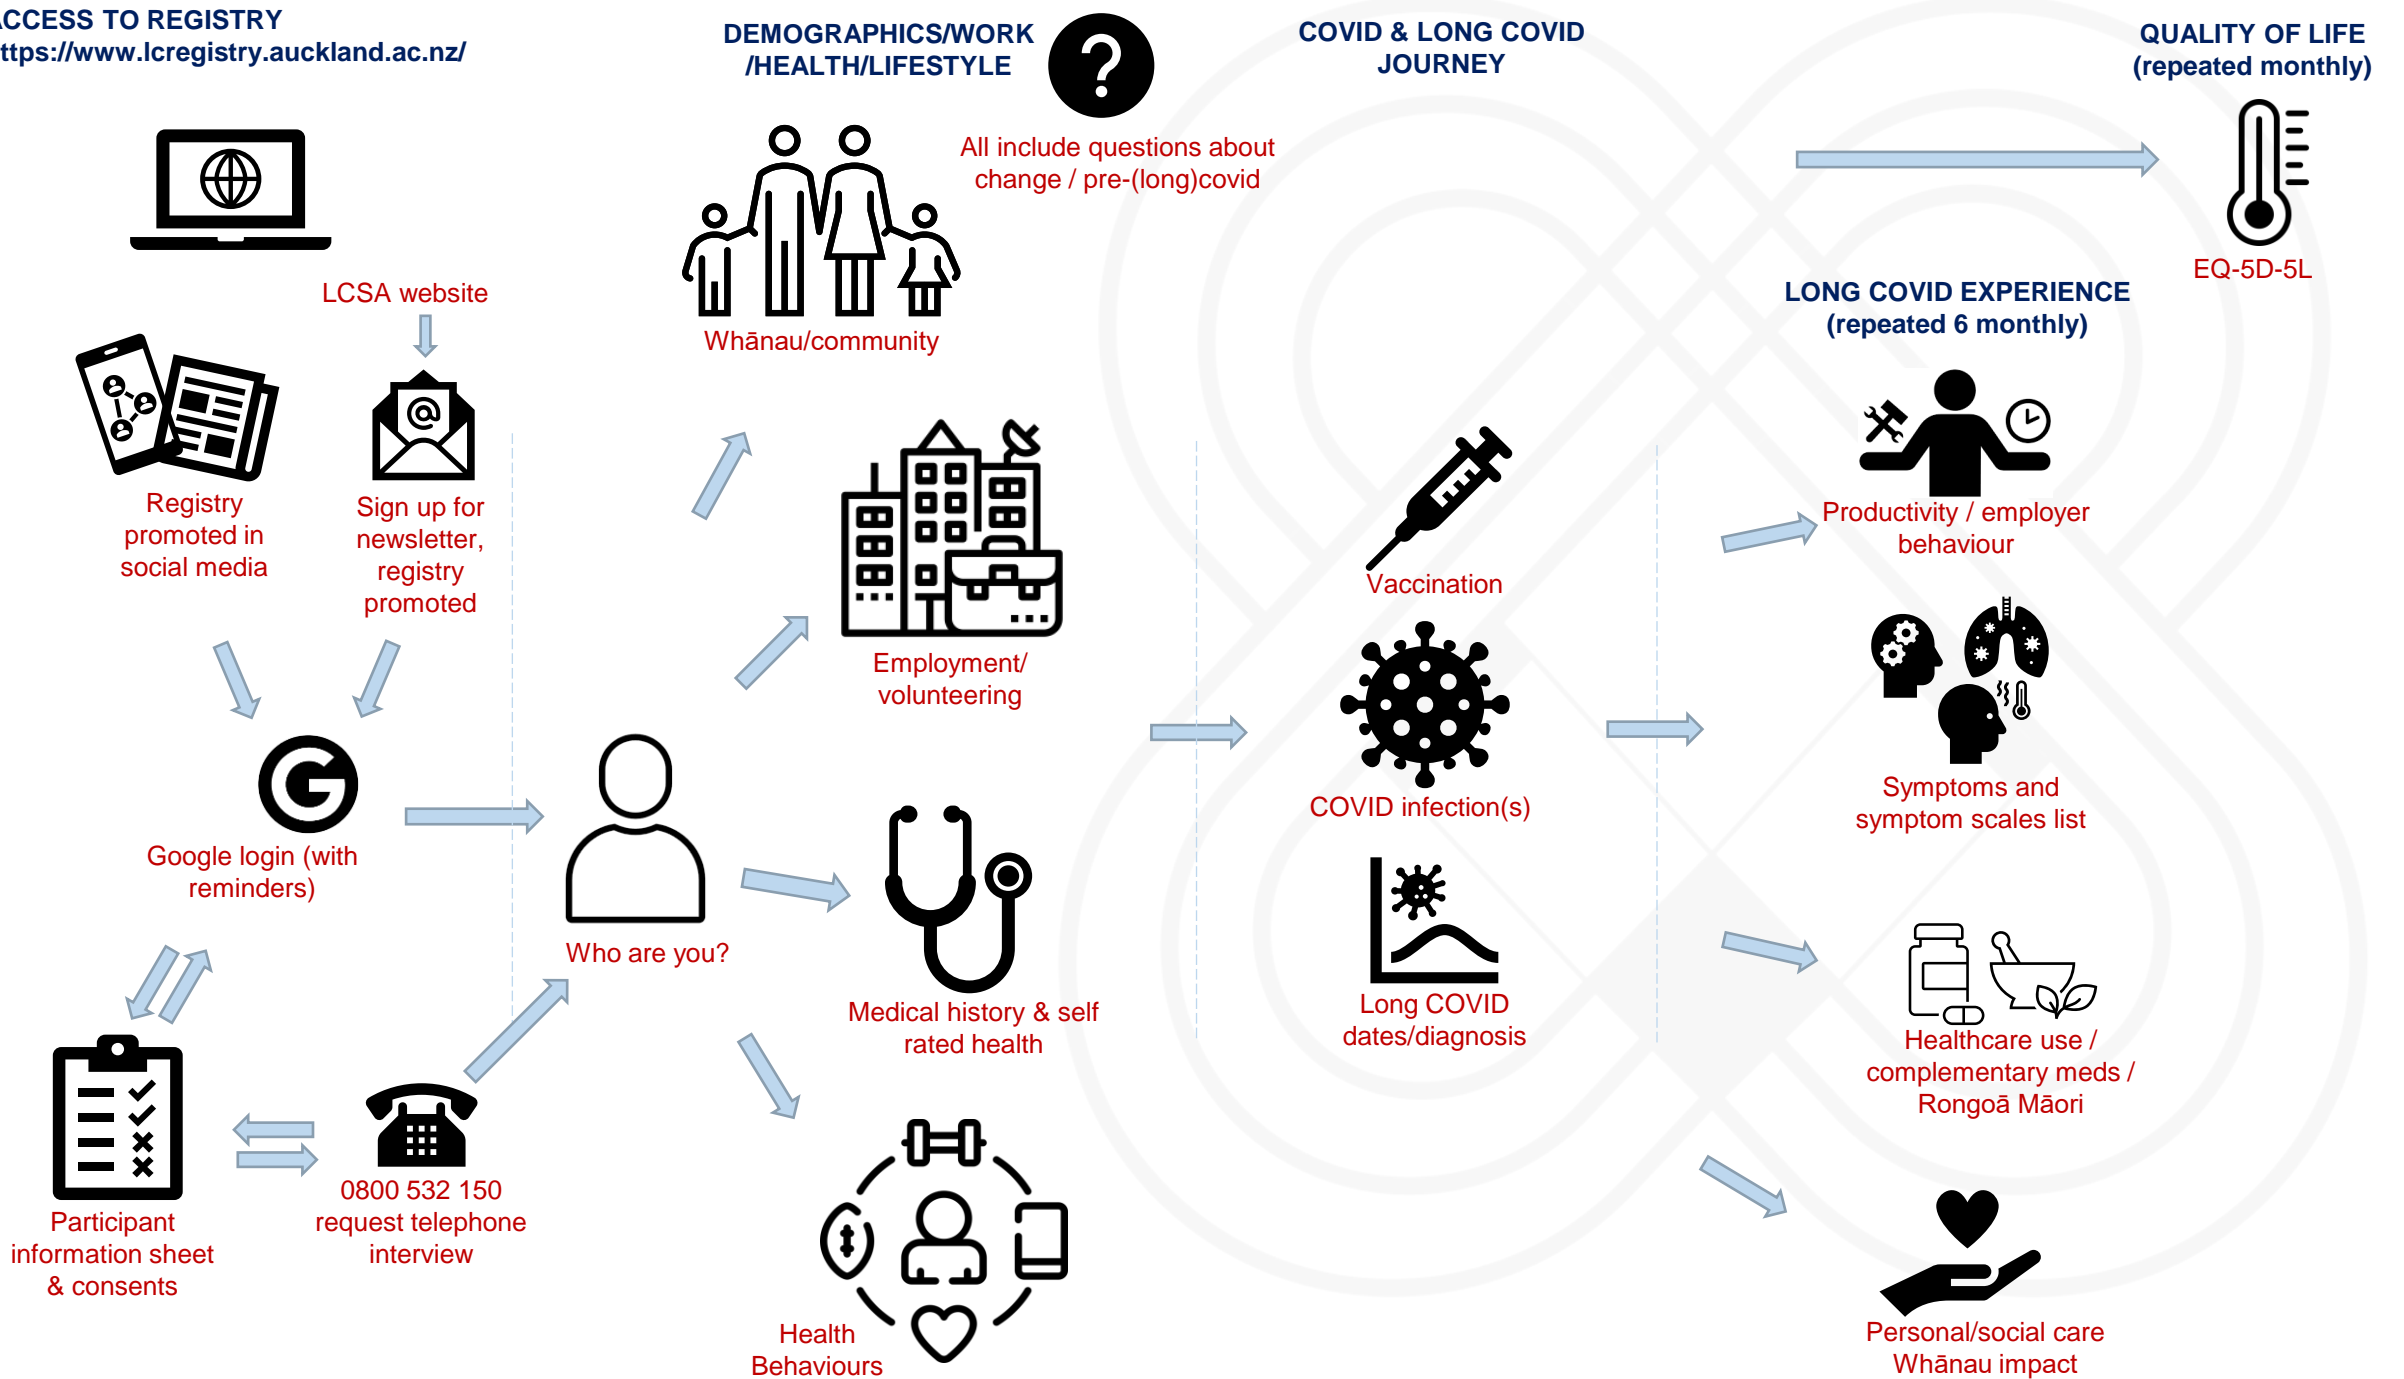 ACCESS TO REGISTRY
https://www.lcregistry.auckland.ac.nz/
LCSA website
Registry
promoted in
social media
Sign up for
newsletter,
registry
promoted
Google login (with
reminders)
Participant
information sheet
& consents
0800 532 150
request telephone
interview
DEMOGRAPHICS/WORK
/HEALTH/LIFESTYLE
?
All include questions about
change / pre-(long)covid
Whānau/community
Employment/
volunteering
Who are you?
Medical history & self
rated health
Health
Behaviours
COVID & LONG COVID
JOURNEY
Vaccination
COVID infection(s)
Long COVID
dates/diagnosis
QUALITY OF LIFE
(repeated monthly)
EQ-5D-5L
LONG COVID EXPERIENCE
(repeated 6 monthly)
Productivity / employer
behaviour
Symptoms and
symptom scales list
Healthcare use /
complementary meds /
Rongoā Māori
Personal/social care
Whānau impact